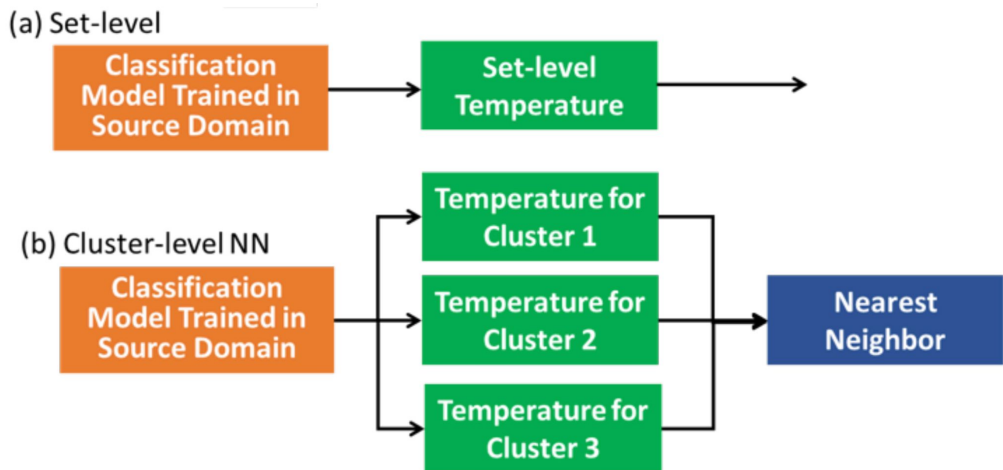 (a) Set-level
Classification
Model Trained in
Source Domain
Set-level
Temperature
(b) Cluster-level NN
Classification
Model Trained in
Source Domain
Temperature for
Cluster 1
Temperature for
Cluster 2
Temperature for
Cluster 3
Nearest
Neighbor